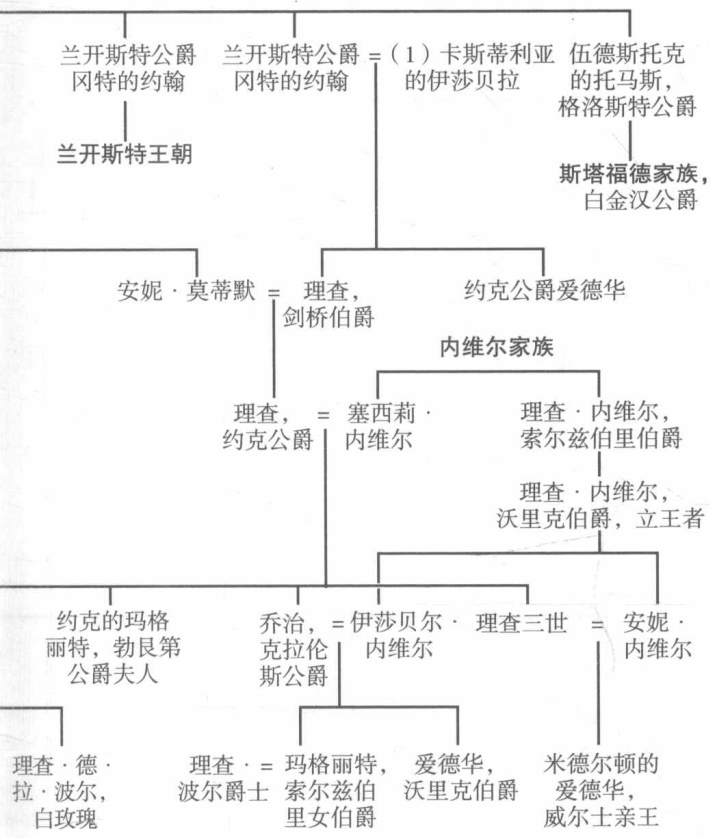 兰开斯特公爵 兰开斯特公爵 =（1）卡斯蒂利亚 伍德斯托克
冈特的约翰 冈特的约翰 的伊莎贝拉 的托马斯，
格洛斯特公爵
兰开斯特王朝
斯塔福德家族，
白金汉公爵
安妮·莫蒂默 = 理查， 约克公爵爱德华
剑桥伯爵
内维尔家族
理查， = 塞西莉· 理查·内维尔，
约克公爵 内维尔 索尔兹伯里伯爵
理查·内维尔，
沃里克伯爵，立王者
约克的玛格 乔治， = 伊莎贝尔· 理查三世 = 安妮·
丽特，勃艮第 克拉伦 内维尔 内维尔
公爵夫人 斯公爵
理查·德· 理查· = 玛格丽特， 爱德华， 米德尔顿的
拉·波尔， 波尔爵士 索尔兹伯 沃里克伯爵 爱德华，
白玫瑰 里女伯爵 威尔士亲王